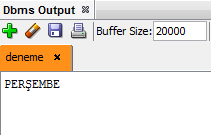 Dbms Output
Buffer Size: 20000
deneme
PERŞEMBE